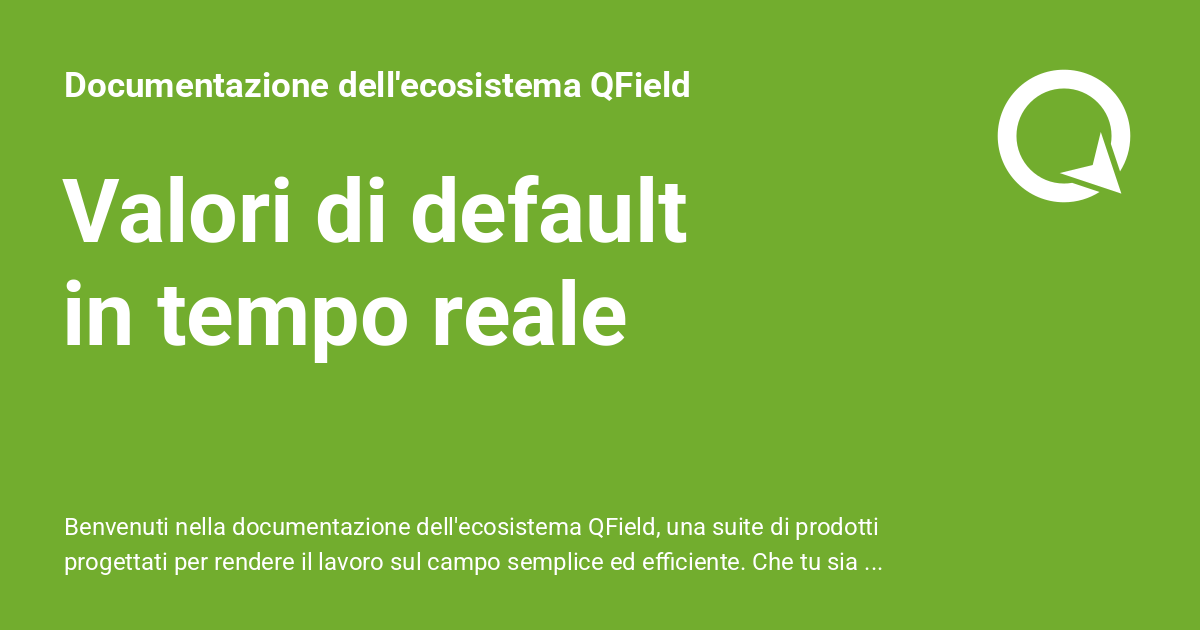 Documentazione dell'ecosistema QField
Valori di default
in tempo reale
Benvenuti nella documentazione dell'ecosistema QField, una suite di prodotti
progettati per rendere il lavoro sul campo semplice ed efficiente. Che tu sia ...